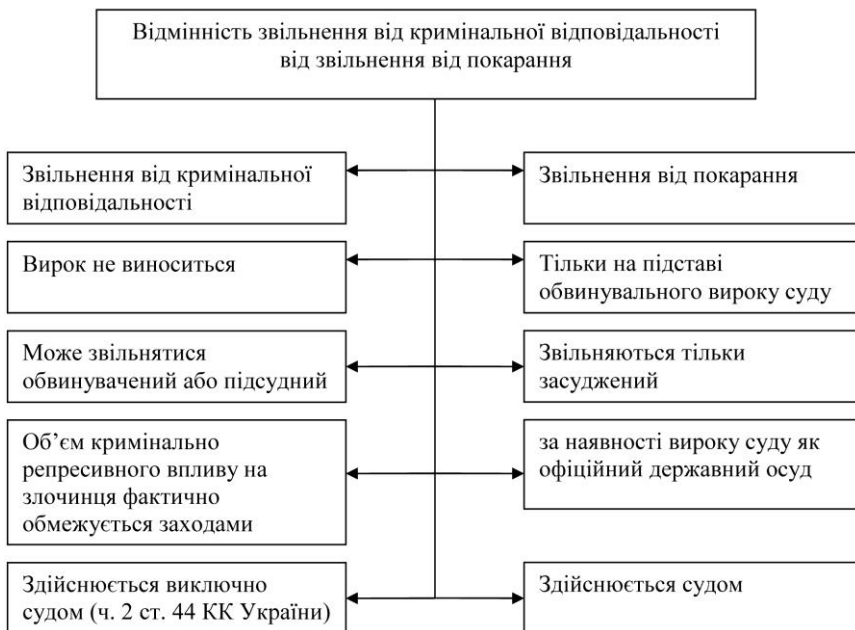 Відмінність звільнення від кримінальної відповідальності
від звільнення від покарання
Звільнення від кримінальної
відповідальності
Звільнення від покарання
Вирок не виноситься
Тільки на підставі
обвинувального вироку суду
Може звільнятися
обвинувачений або підсудний
Звільняються тільки
засуджений
Об’єм кримінально
репресивного впливу на
злочинця фактично
обмежується заходами
за наявності вироку суду як
офіційний державний осуд
Здійснюється виключно
судом (ч. 2 ст. 44 КК України)
Здійснюється судом